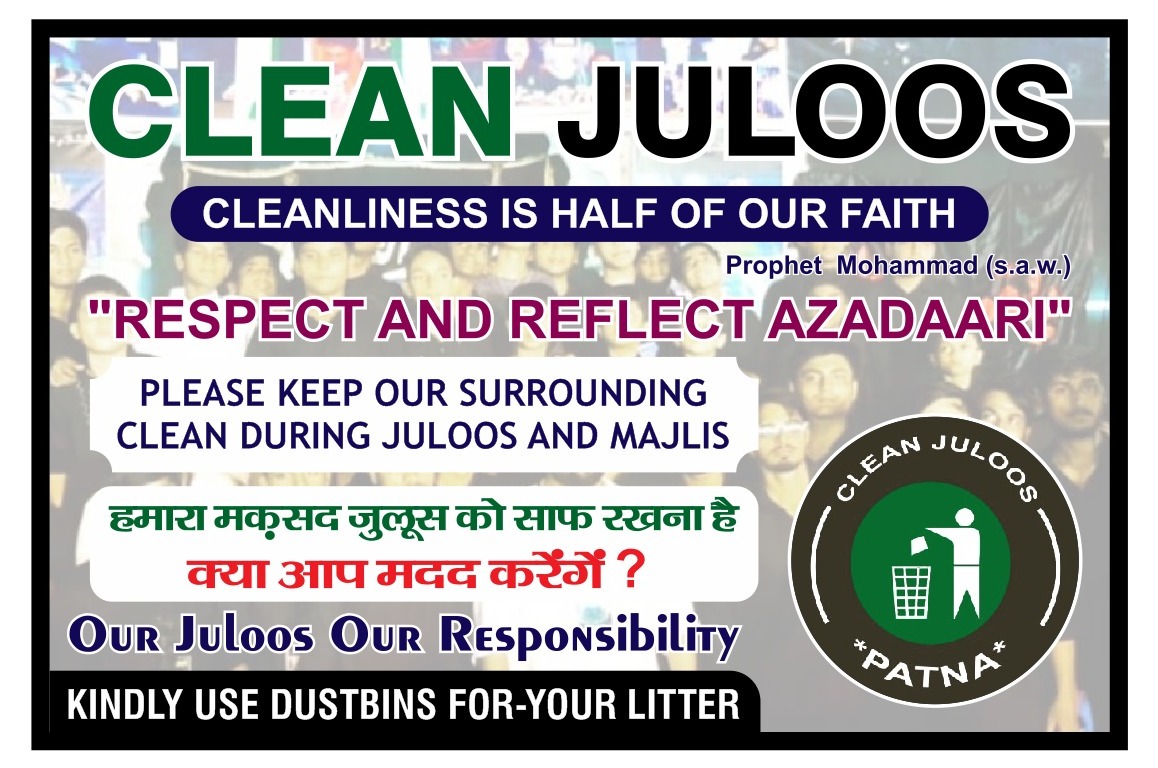 CLEAN JULOOS
CLEANLINESS IS HALF OF OUR FAITH
Prophet Mohammad (s.a.w.)
"RESPECT AND REFLECT AZADAARI"
PLEASE KEEP OUR SURROUNDING
CLEAN DURING JULOOS AND MAJLIS
हमारा मक़सद जुलूस को साफ रखना है
क्या आप मदद करेंगें ?
Our Juloos Our Responsibility
KINDLY USE DUSTBINS FOR-YOUR LITTER
CLEAN JULOOS
*PATNA*